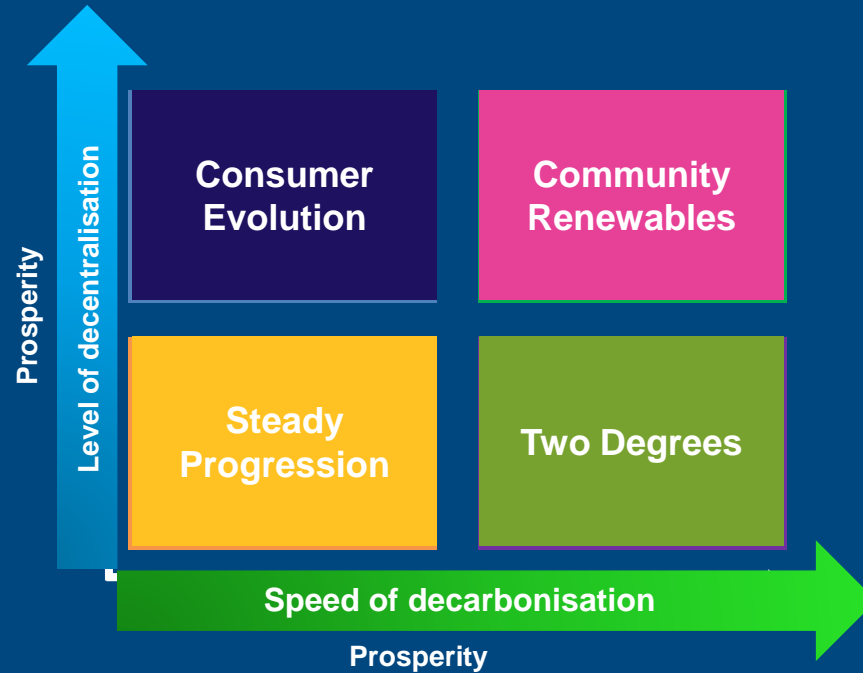 Prosperity
Level of decentralisation
Consumer
Evolution
Community
Renewables
Steady
Progression
Two Degrees
Speed of decarbonisation
Prosperity